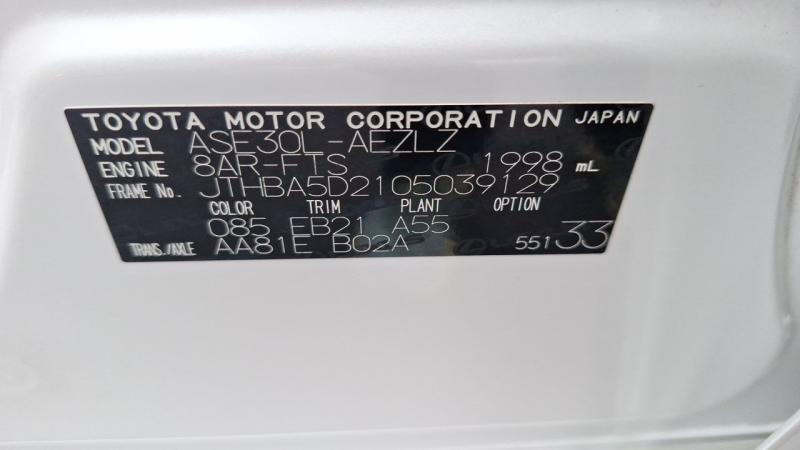 TOYOTA MOTOR CORPORATION JAPAN
MODEL ASE30L-AEZLZ
ENGINE 8AR-FTS 1998 mL
FRAME No. JTHBA5D2105039129
COLOR TRIM PLANT OPTION
085 EB21 A55
TRANS./AXLE AA81E B02A 551 33